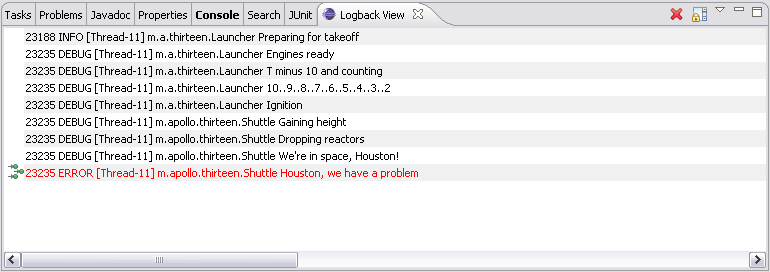 Tasks Problems Javadoc Properties Console Search JUnit Logback View
23188 INFO [Thread-11] m.a.thirteen.Launcher Preparing for takeoff
23235 DEBUG [Thread-11] m.a.thirteen.Launcher Engines ready
23235 DEBUG [Thread-11] m.a.thirteen.Launcher T minus 10 and counting
23235 DEBUG [Thread-11] m.a.thirteen.Launcher 10..9..8..7..6..5..4..3..2
23235 DEBUG [Thread-11] m.a.thirteen.Launcher Ignition
23235 DEBUG [Thread-11] m.apollo.thirteen.Shuttle Gaining height
23235 DEBUG [Thread-11] m.apollo.thirteen.Shuttle Dropping reactors
23235 DEBUG [Thread-11] m.apollo.thirteen.Shuttle We're in space, Houston!
23235 ERROR [Thread-11] m.apollo.thirteen.Shuttle Houston, we have a problem